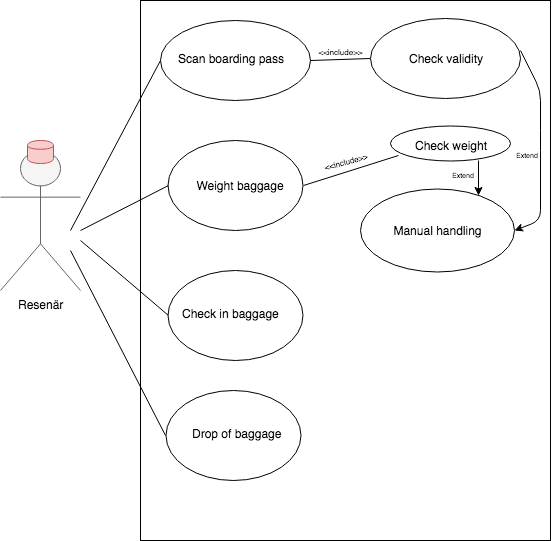 Scan boarding pass
<<include>>
Check validity
Check weight
Extend
<<include>>
Extend
Weight baggage
Manual handling
Resenär
Check in baggage
Drop of baggage